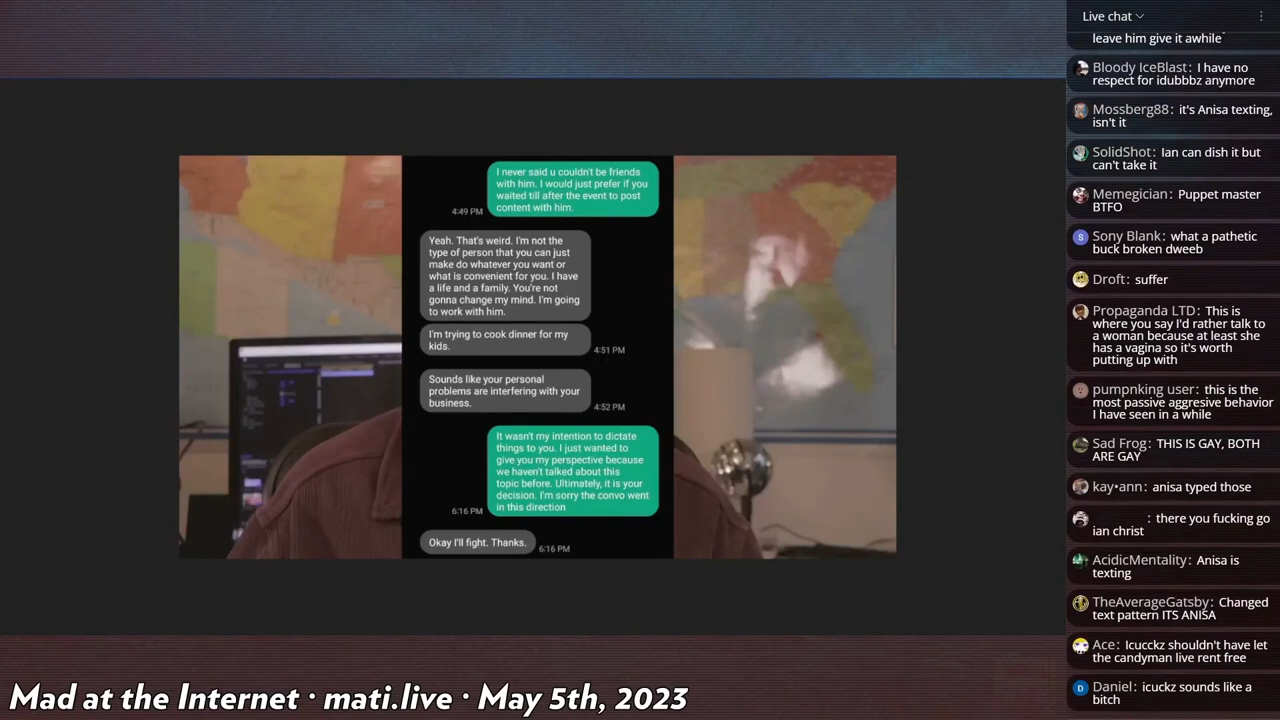 I never said u couldn't be friends
with him. I would just prefer if you
waited till after the event to post
content with him.
4:49 PM
Yeah. That's weird. I'm not the
type of person that you can just
make do whatever you want or
what is convenient for you. I have
a life and a family. You're not
gonna change my mind. I'm going
to work with him.
I'm trying to cook dinner for my
kids.
4:51 PM
Sounds like your personal
problems are interfering with your
business.
4:52 PM
It wasn't my intention to dictate
things to you. I just wanted to
give you my perspective because
we haven't talked about this
topic before. Ultimately, it is your
decision. I'm sorry the convo went
in this direction
6:16 PM
Okay I'll fight. Thanks.
6:16 PM
Live chat
leave him give it awhile`
Bloody IceBlast: I have no
respect for idubbbz anymore
Mossberg88: it's Anisa texting,
isn't it
SolidShot: Ian can dish it but
can't take it
Memegician: Puppetmaster
BTFO
S
Sony Blank: what a pathetic
buck broken dweeb
Droft: suffer
Propaganda LTD: This is
where you say I'd rather talk to
a woman because at least she
has a vagina so it's worth
putting up with
pumpnking user: this is the
most passive aggresive behavior
I have seen in a while
Sad Frog: THIS IS GAY, BOTH
ARE GAY
kay•ann: anisa typed those
: there you fucking go
ian christ
AcidicMentality: Anisa is
texting
TheAverageGatsby: Changed
text pattern ITS ANISA
Ace: Icucckz shouldn't have let
the candyman live rent free
D
Daniel: icuckz sounds like a
bitch
Mad at the Internet · mati.live · May 5th, 2023